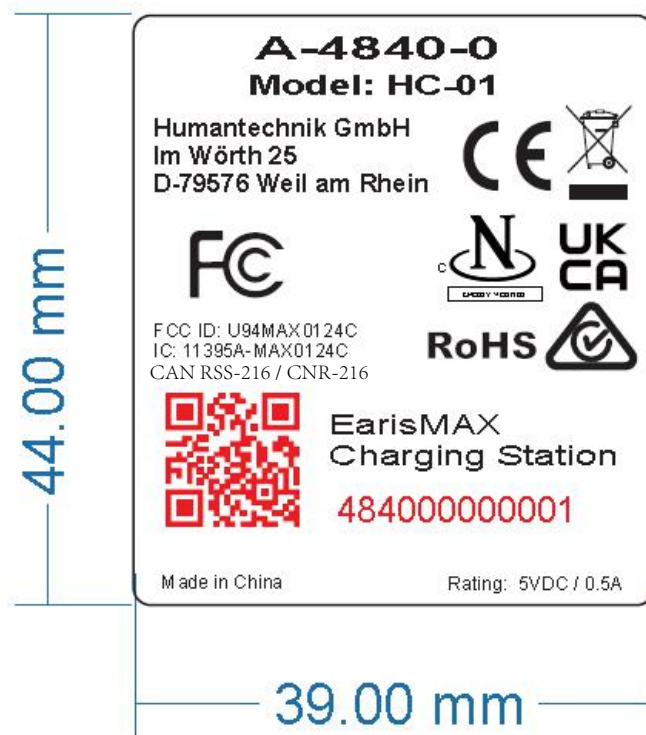 A-4840-0
Model: HC-01
Humantechnik GmbH
Im Wörth 25
D-79576 Weil am Rhein
CE
FC
C N
UK
CA
FCC ID: U94MAX0124C
IC: 11395A-MAX0124C
CAN RSS-216 / CNR-216
RoHS
EarisMAX
Charging Station
484000000001
Made in China
Rating: 5VDC / 0.5A
44.00 mm
39.00 mm